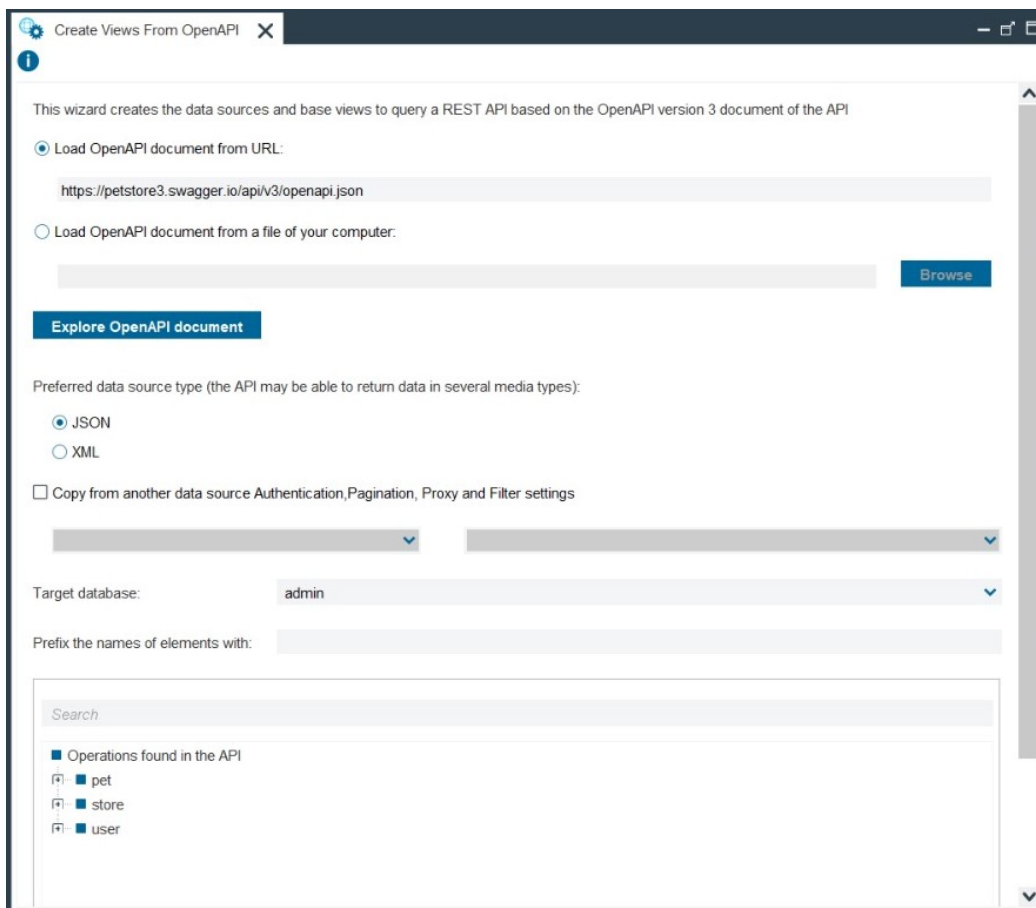 Create Views From OpenAPI
i
This wizard creates the data sources and base views to query a REST API based on the OpenAPI version 3 document of the API
Load OpenAPI document from URL:
https://petstore3.swagger.io/api/v3/openapi.json
Load OpenAPI document from a file of your computer:
Browse
Explore OpenAPI document
Preferred data source type (the API may be able to return data in several media types):
JSON
XML
Copy from another data source Authentication,Pagination, Proxy and Filter settings
Target database: admin
Prefix the names of elements with:
Search
Operations found in the API
pet
store
user